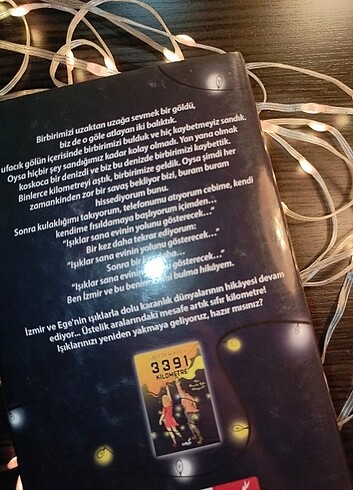 Birbirimizi uzaktan uzağa sevmek bir göldü,
biz de o göle atlayan iki balıktık.
ufacık gölün içerisinde birbirimizi bulduk ve hiç kaybetmeyiz sandık.
Oysa hiçbir şey sandığımız kadar kolay olmadı. Yan yana olmak
koskoca bir denizdi ve biz bu denizde birbirimizi kaybettik.
Binlerce kilometreyi aştık, birbirimize geldik. Oysa şimdi her
zamankinden zor bir savaş bekliyor bizi, buram buram
hissediyorum bunu.
Sonra kulaklığımı takıyorum, telefonumu atıyorum cebime, kendi
kendime fısıldamaya başlıyorum içimden...
"Işıklar sana evinin yolunu gösterecek..."
Bir kez daha tekrar ediyorum:
"Işıklar sana evinin yolunu gösterecek..."
Sonra bir daha...
"Işıklar sana evinin gösterecek..."
Ben İzmir ve bu benim bulma hikâyem.
İzmir ve Ege'nin ışıklarla dolu karanlık dünyalarının hikâyesi devam
ediyor... Üstelik aralarındaki mesafe artık sıfır kilometre!
Işıklarınızı yeniden yakmaya geliyoruz, hazır mısınız?
3391
KİLOMETRE